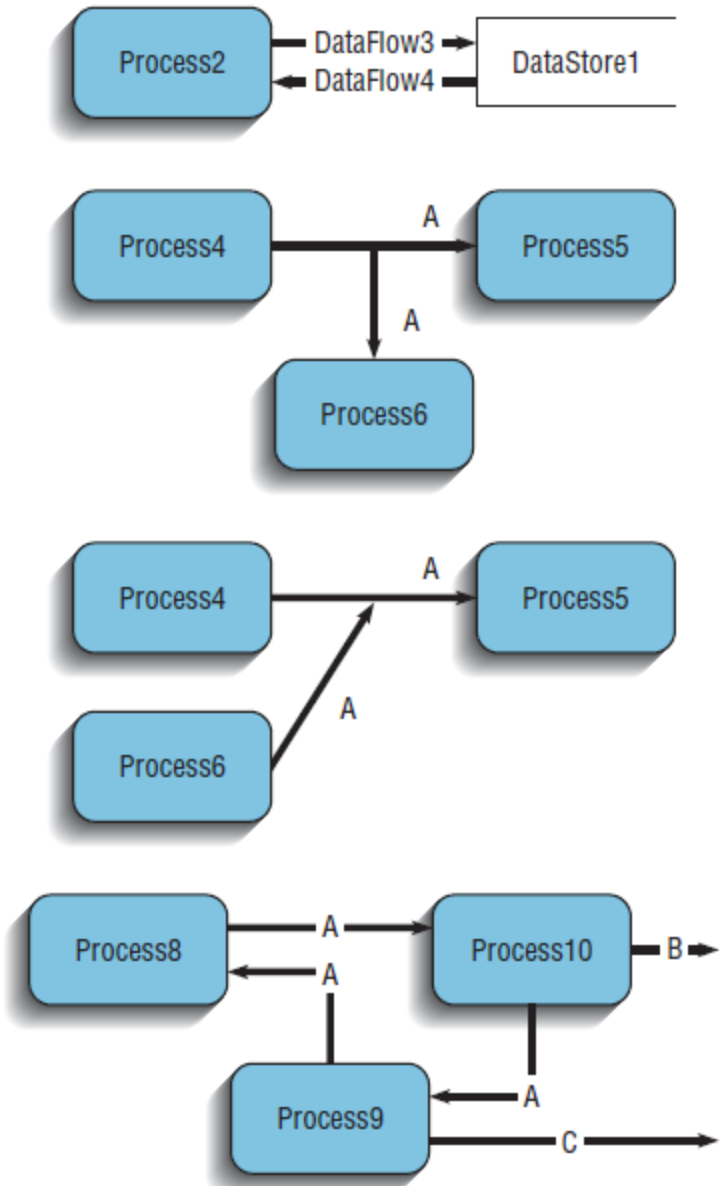 Process2
DataFlow3
DataStore1
DataFlow4
Process4
A
Process5
A
Process6
Process4
A
Process5
A
Process6
Process8
A
Process10
B
A
A
Process9
C